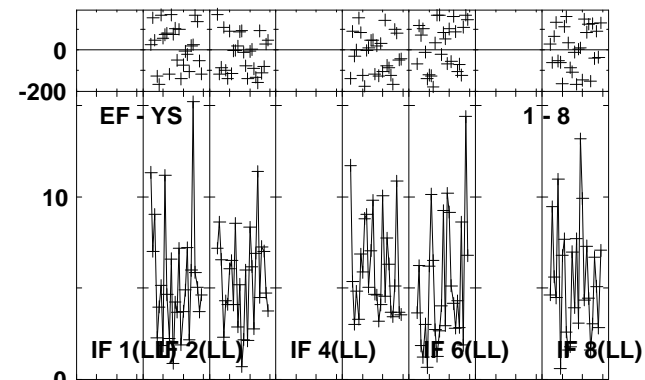 0
-200
EF - YS 1 - 8
10
IF 1(LL) IF 2(LL) IF 4(LL) IF 6(LL) IF 8(LL)
0